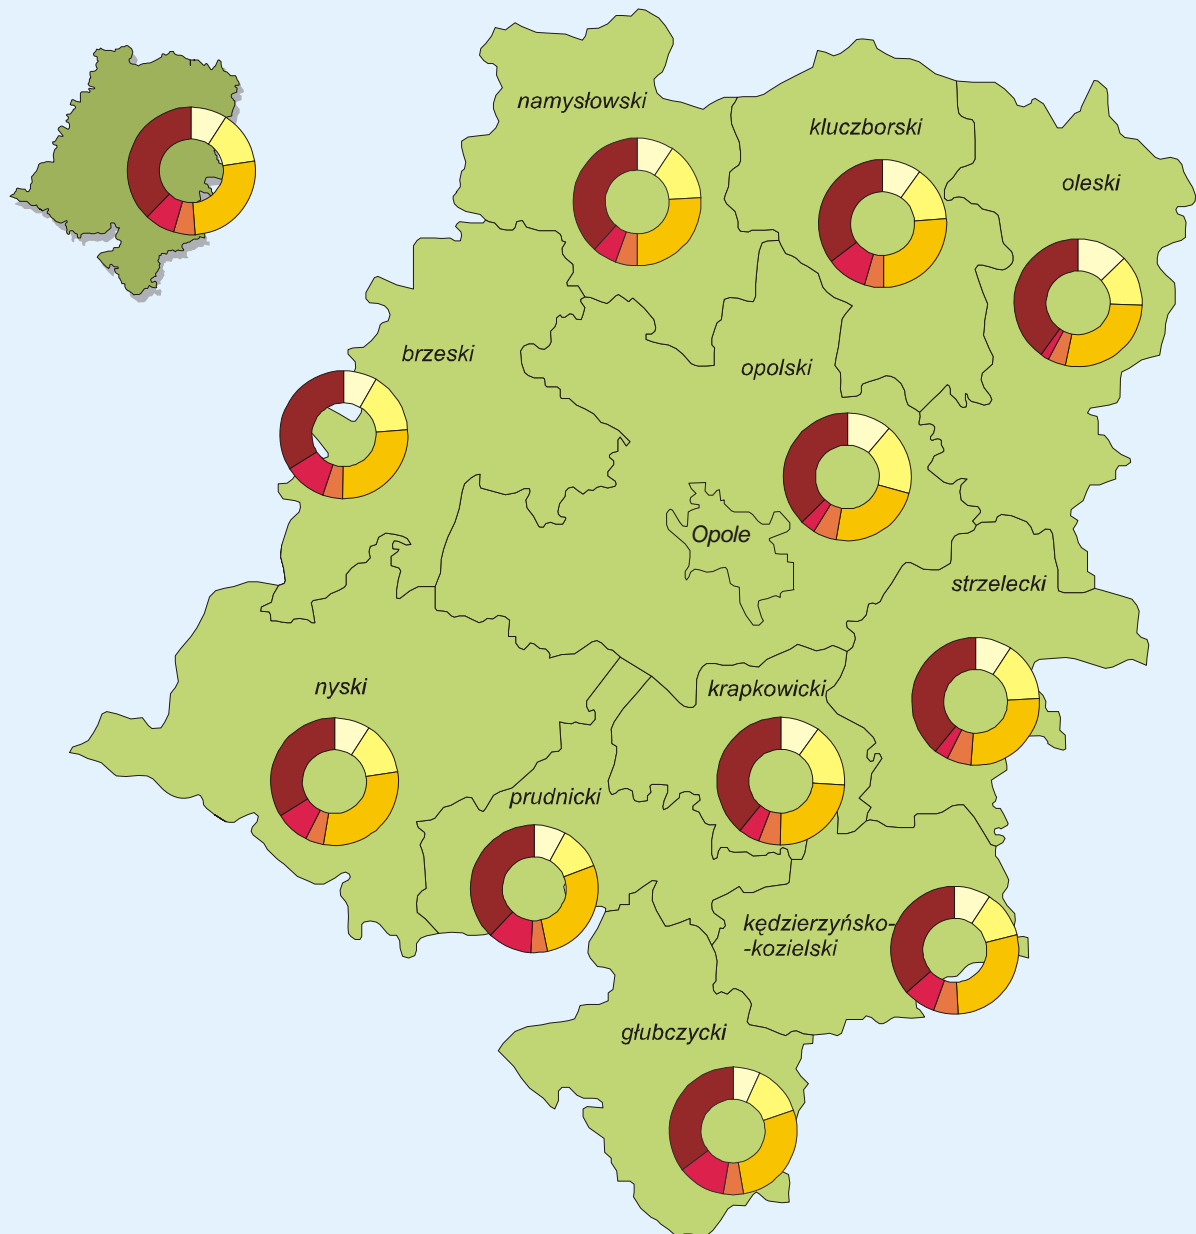 namysłowski
kluczborski
oleski
brzeski
opolski
Opole
strzelecki
nyski
krapkowicki
prudnicki
kędzierzyńsko-
-kozielski
głubczycki